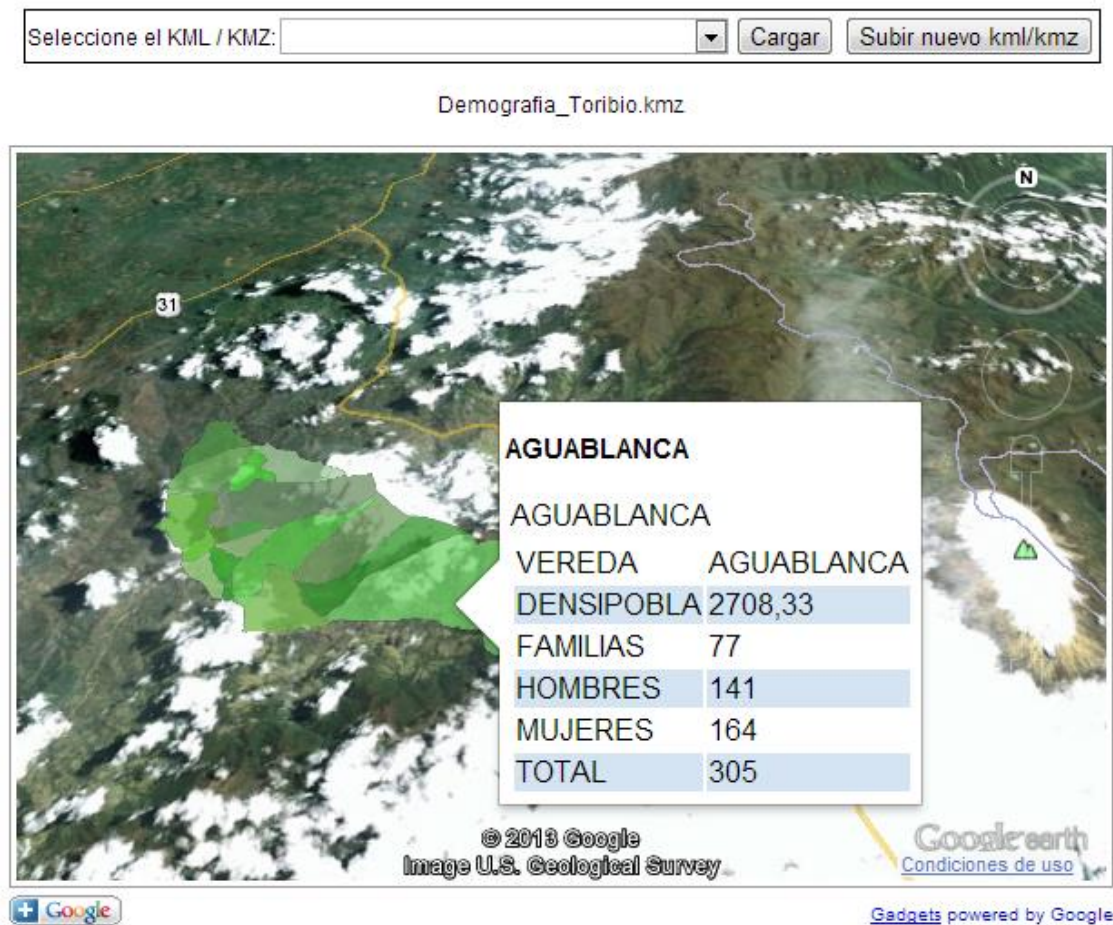 Seleccione el KML / KMZ: Cargar Subir nuevo kml/kmz
Demografia_Toribio.kmz
N
31
AGUABLANCA
AGUABLANCA
VEREDA AGUABLANCA
DENSIPOBLA 2708,33
FAMILIAS 77
HOMBRES 141
MUJERES 164
TOTAL 305
© 2013 Google
Image U.S. Geological Survey
Google earth
Condiciones de uso
+ Google
Gadgets powered by Google